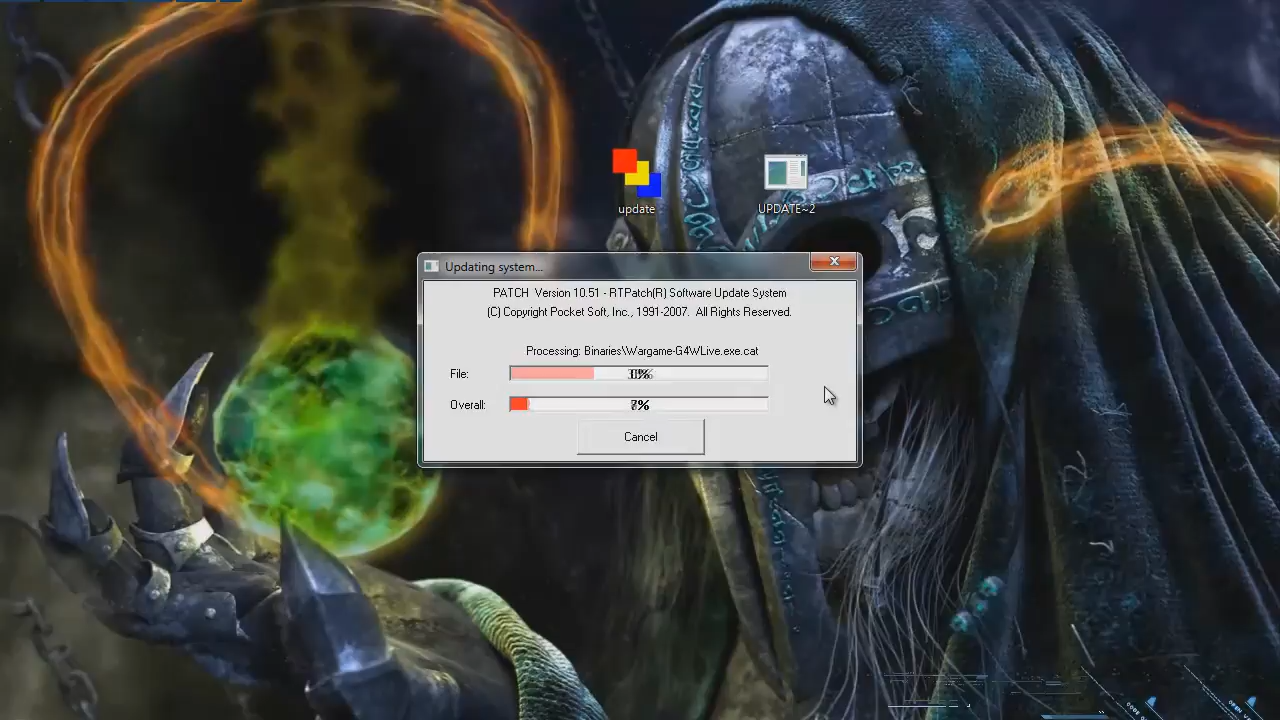 update
UPDATE~2
Updating system...
PATCH Version 10.51 - RTPatch(R) Software Update System
(C) Copyright Pocket Soft, Inc., 1991-2007. All Rights Reserved.
Processing: Binaries\Wargame-G4WLive.exe.cat
File:
Overall: 7%
Cancel